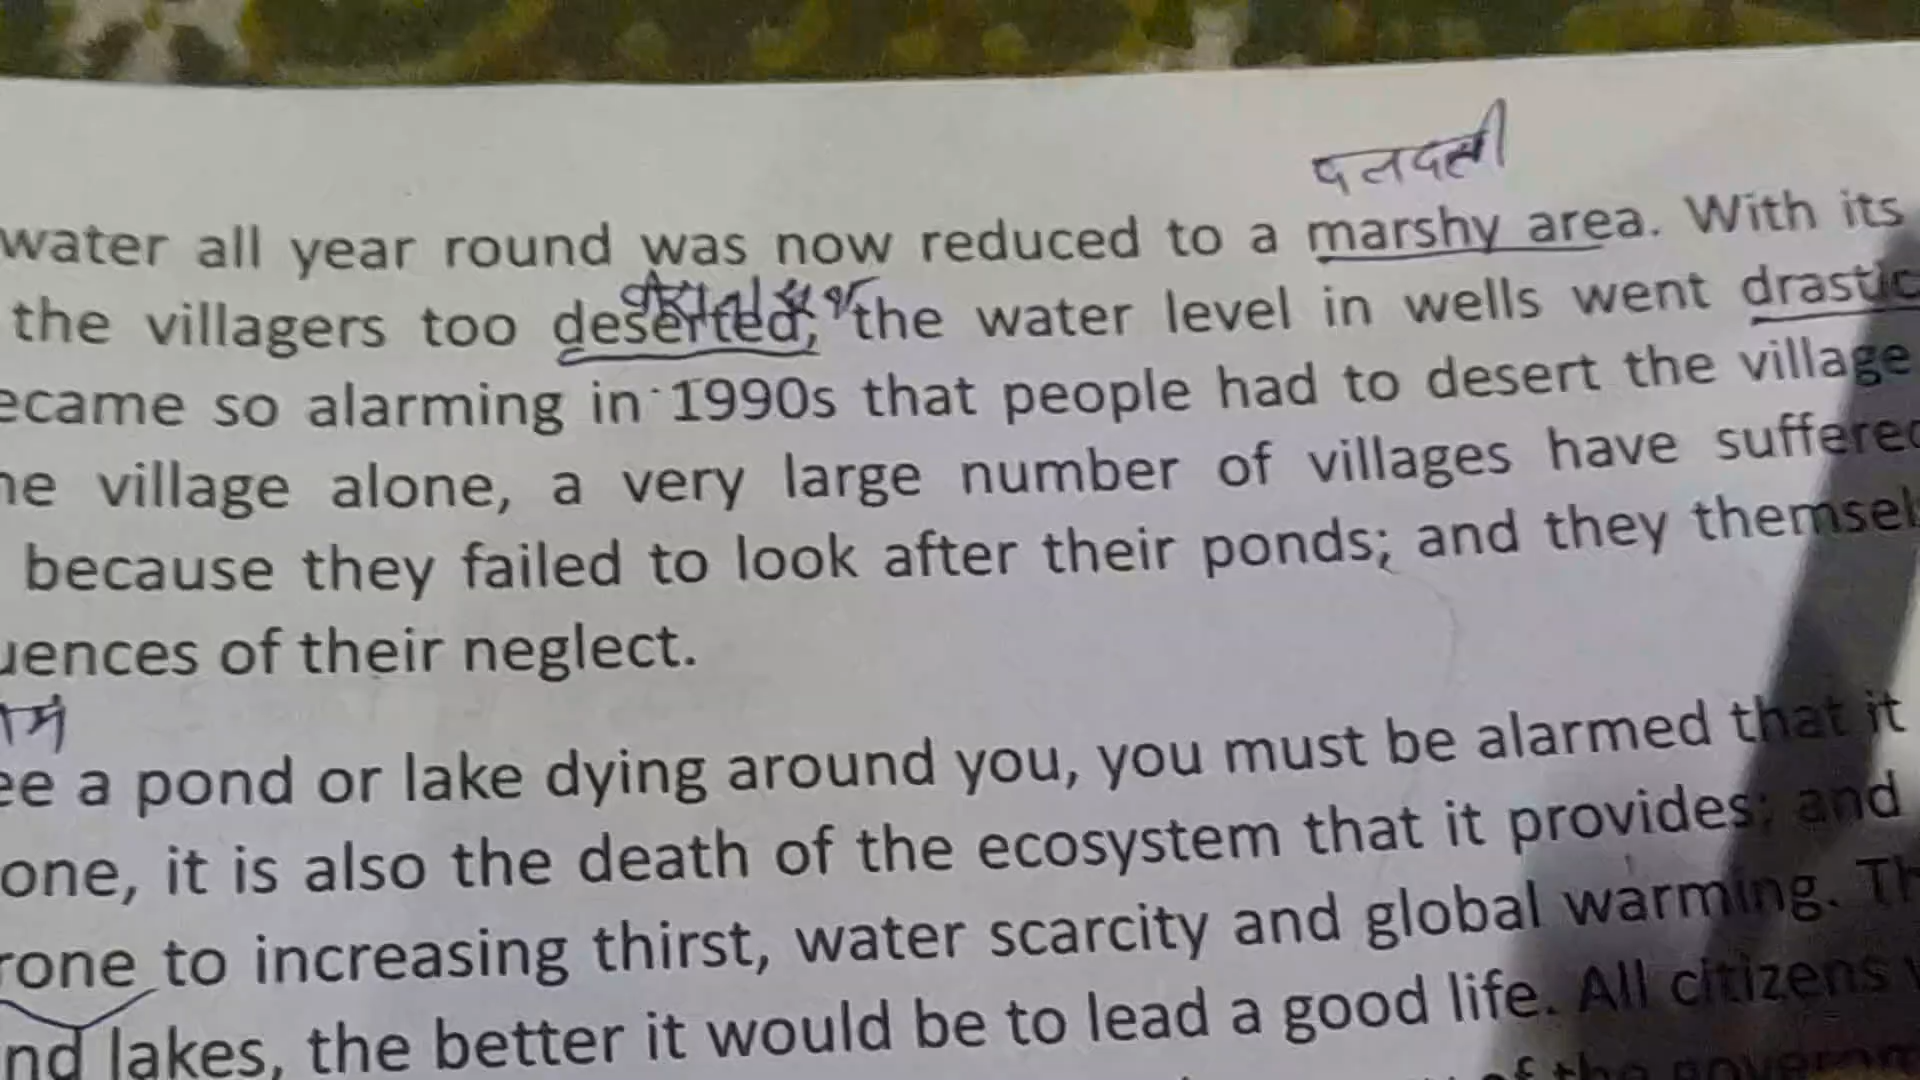 दलदली
water all year round was now reduced to a marshy area. With its
the villagers too deserted, the water level in wells went drastic
ecame so alarming in 1990s that people had to desert the village
he village alone, a very large number of villages have suffered
because they failed to look after their ponds; and they themsel
uences of their neglect.
ee a pond or lake dying around you, you must be alarmed that it
one, it is also the death of the ecosystem that it provides; and
rone to increasing thirst, water scarcity and global warming. Th
nd lakes, the better it would be to lead a good life. All citizens
of the governm